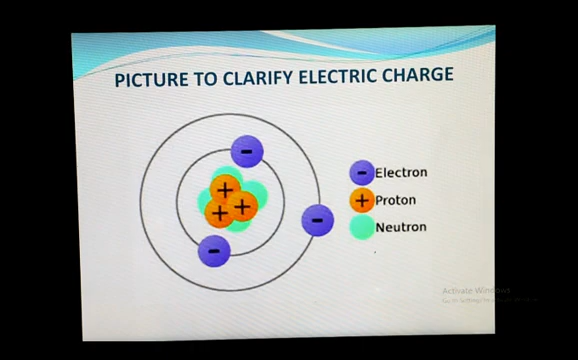 PICTURE TO CLARIFY ELECTRIC CHARGE
-
+
+ +
-
-
- Electron
+ Proton
Neutron
Activate Windows